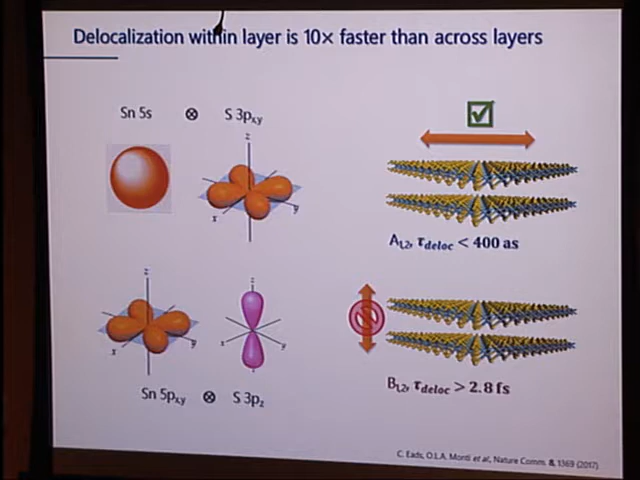 Delocalization within layer is 10× faster than across layers
Sn 5s ⊗ S 3pxy
z
x
y
A1,2, τdeloc < 400 as
z
x
y
z
x
y
B1,2, τdeloc > 2.8 fs
Sn 5pxy ⊗ S 3pz
C. Eads, O.L.A. Monti et al, Nature Comm. 8, 1369 (2017)